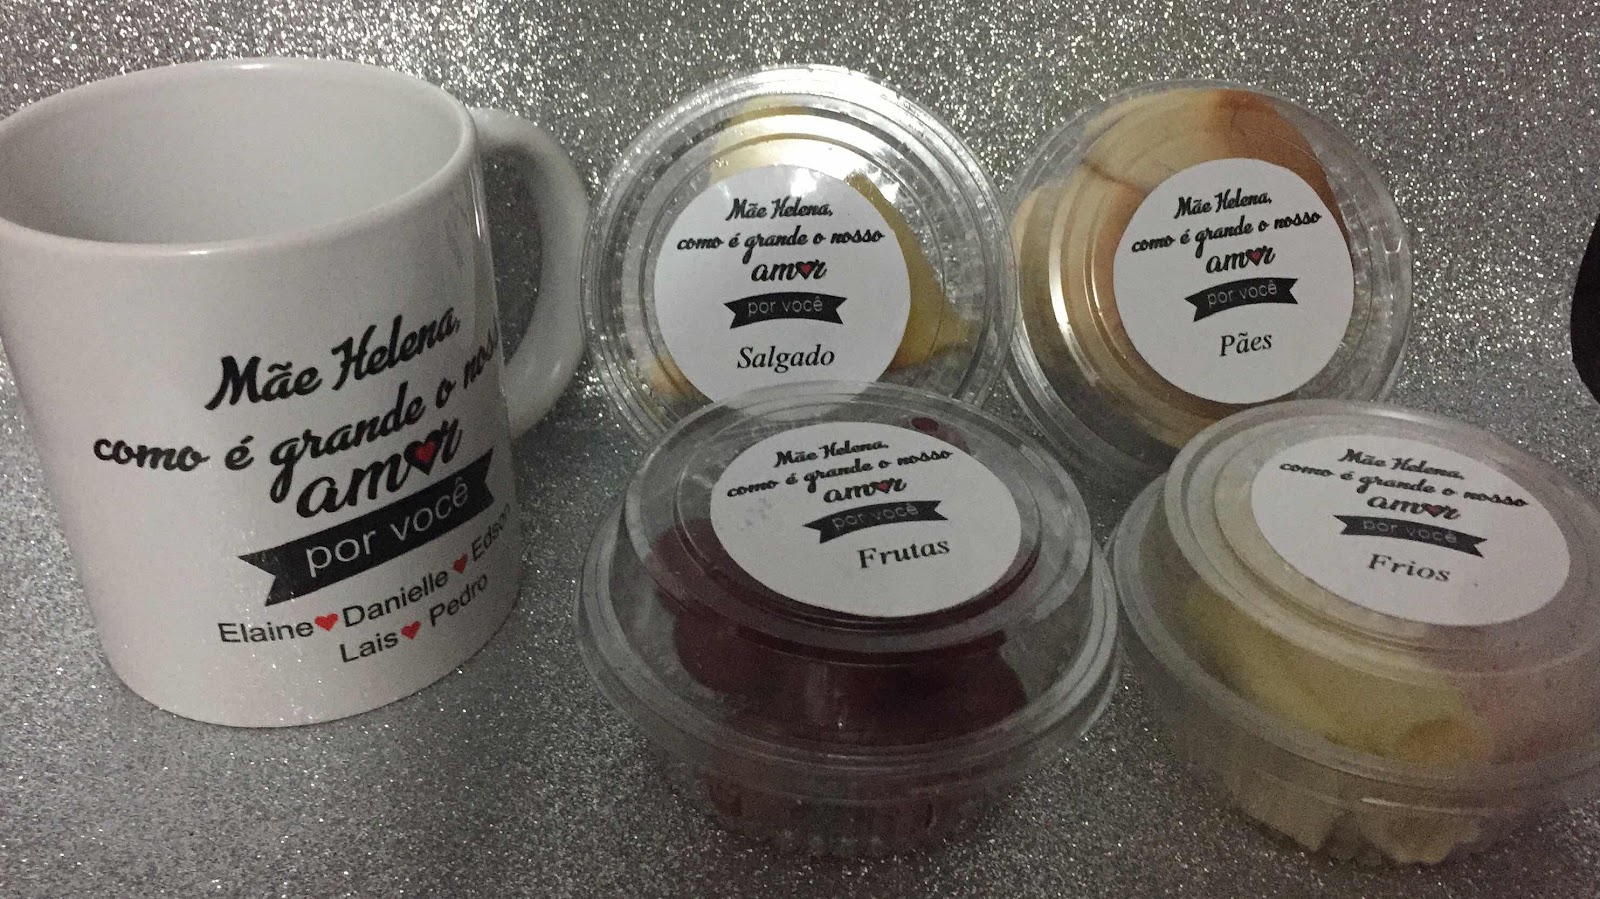 Mãe Helena,
como é grande o noss
amor
por você
Elaine Danielle Edson
Lais Pedro
Mãe Helena,
como é grande o nosso
amor
por você
Salgado
Mãe Helena,
como é grande o nosso
amor
por você
Pães
Mãe Helena,
como é grande o nosso
amor
por você
Frutas
Mãe Helena,
como é grande o nosso
amor
por você
Frios